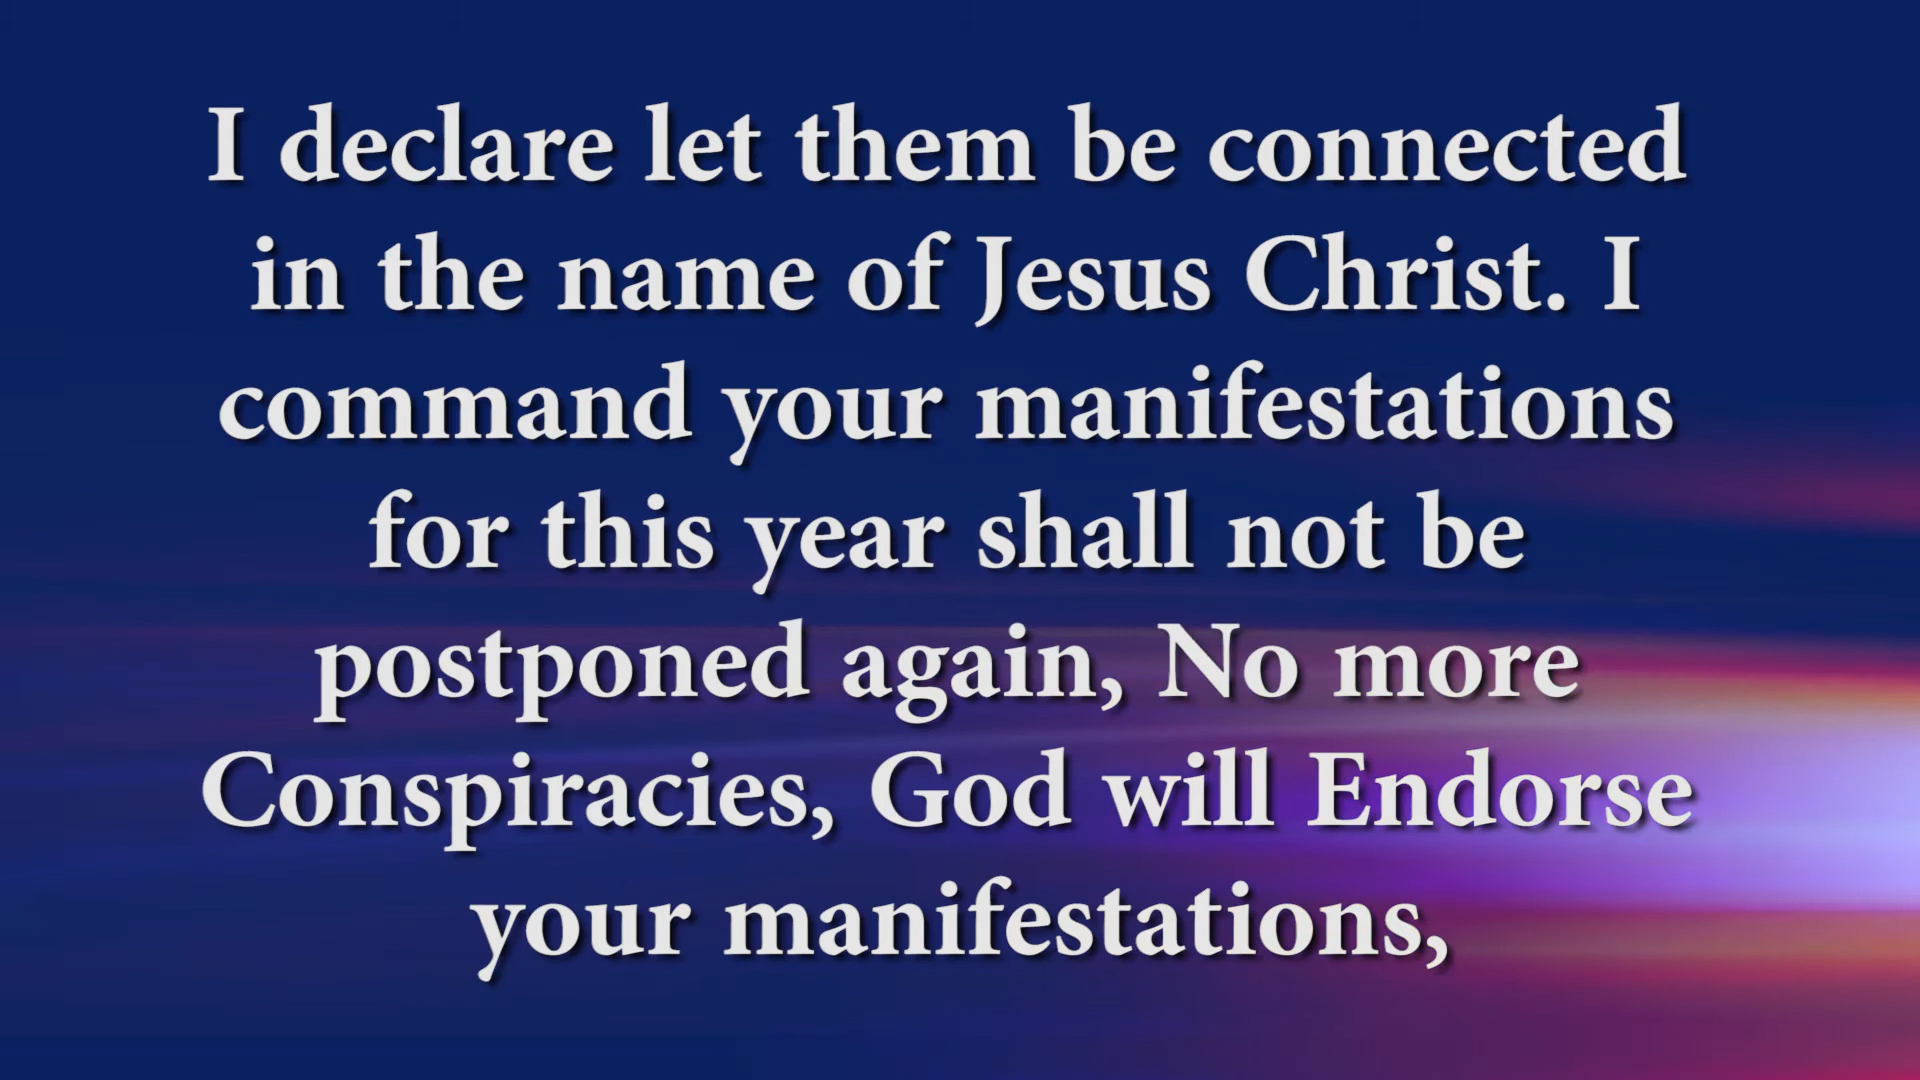 I declare let them be connected
in the name of Jesus Christ. I
command your manifestations
for this year shall not be
postponed again, No more
Conspiracies, God will Endorse
your manifestations,